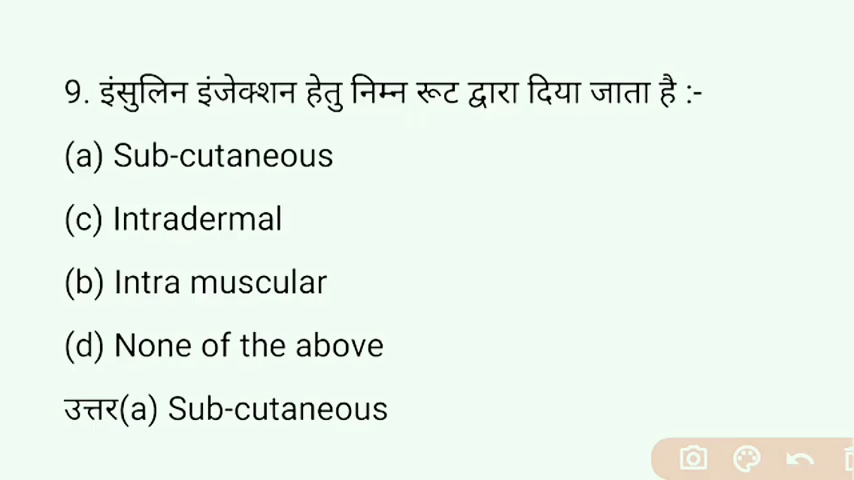 9. इंसुलिन इंजेक्शन हेतु निम्न रूट द्वारा दिया जाता है :-
(a) Sub-cutaneous
(c) Intradermal
(b) Intra muscular
(d) None of the above
उत्तर(a) Sub-cutaneous